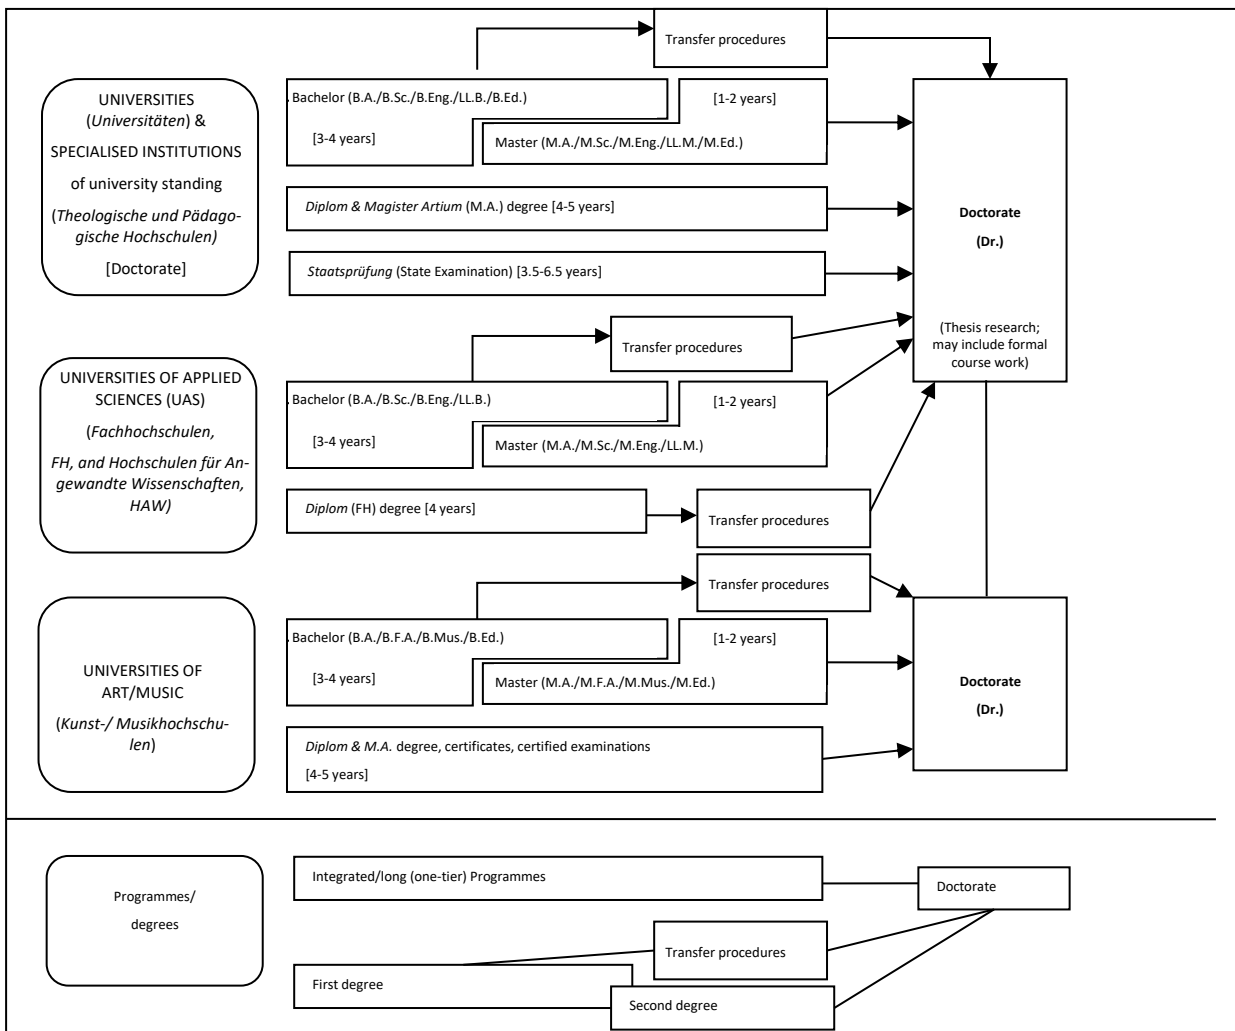 Transfer procedures
UNIVERSITIES
(Universitäten) &
SPECIALISED INSTITUTIONS
of university standing
(Theologische und Pädago-
gische Hochschulen)
[Doctorate]
Bachelor (B.A./B.Sc./B.Eng./LL.B./B.Ed.)
[3-4 years]
[1-2 years]
Master (M.A./M.Sc./M.Eng./LL.M./M.Ed.)
Diplom & Magister Artium (M.A.) degree [4-5 years]
Staatsprüfung (State Examination) [3.5-6.5 years]
Doctorate
(Dr.)
(Thesis research;
may include formal
course work)
UNIVERSITIES OF APPLIED
SCIENCES (UAS)
(Fachhochschulen,
FH, and Hochschulen für An-
gewandte Wissenschaften,
HAW)
Transfer procedures
Bachelor (B.A./B.Sc./B.Eng./LL.B.)
[3-4 years]
[1-2 years]
Master (M.A./M.Sc./M.Eng./LL.M.)
Diplom (FH) degree [4 years]
Transfer procedures
UNIVERSITIES OF
ART/MUSIC
(Kunst-/ Musikhochschu-
len)
Transfer procedures
Bachelor (B.A./B.F.A./B.Mus./B.Ed.)
[3-4 years]
[1-2 years]
Master (M.A./M.F.A./M.Mus./M.Ed.)
Diplom & M.A. degree, certificates, certified examinations
[4-5 years]
Doctorate
(Dr.)
Programmes/
degrees
Integrated/long (one-tier) Programmes
Doctorate
Transfer procedures
First degree
Second degree